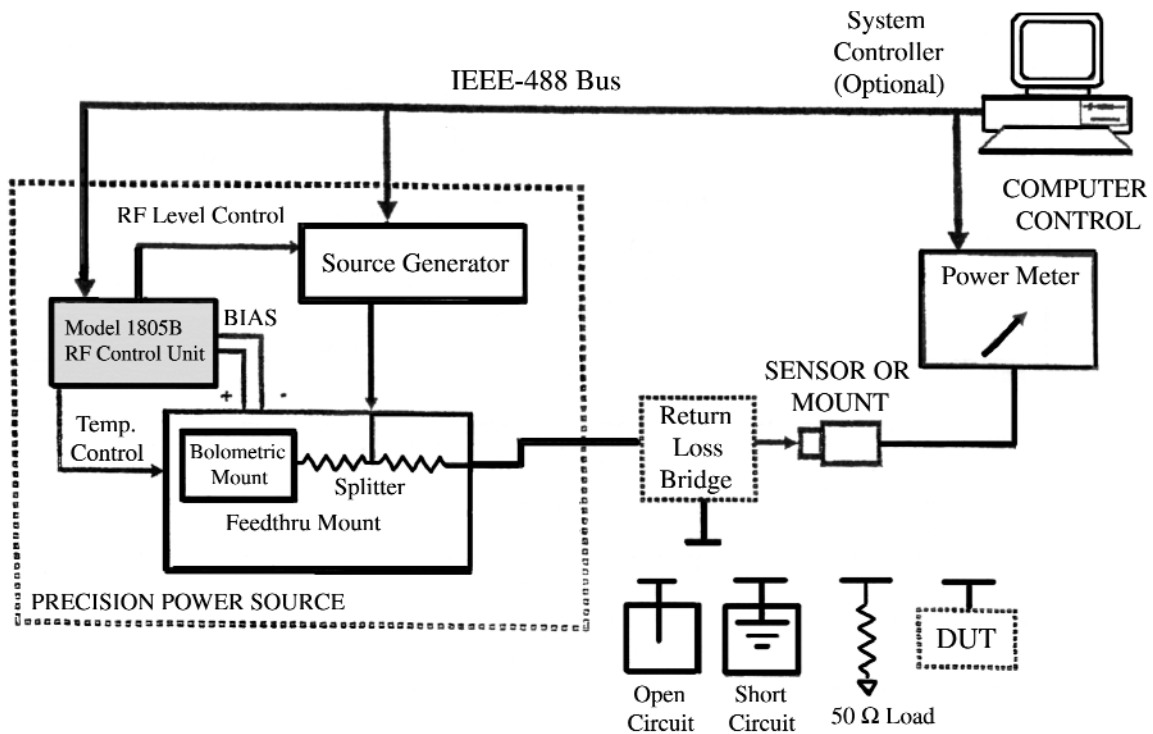 System
Controller
(Optional)
IEEE-488 Bus
COMPUTER
CONTROL
RF Level Control
Source Generator
Power Meter
Model 1805B
RF Control Unit
BIAS
+ -
SENSOR OR
MOUNT
Temp.
Control
Bolometric
Mount
Splitter
Feedthru Mount
Return
Loss
Bridge
PRECISION POWER SOURCE
DUT
Open
Circuit
Short
Circuit
50 Ω Load